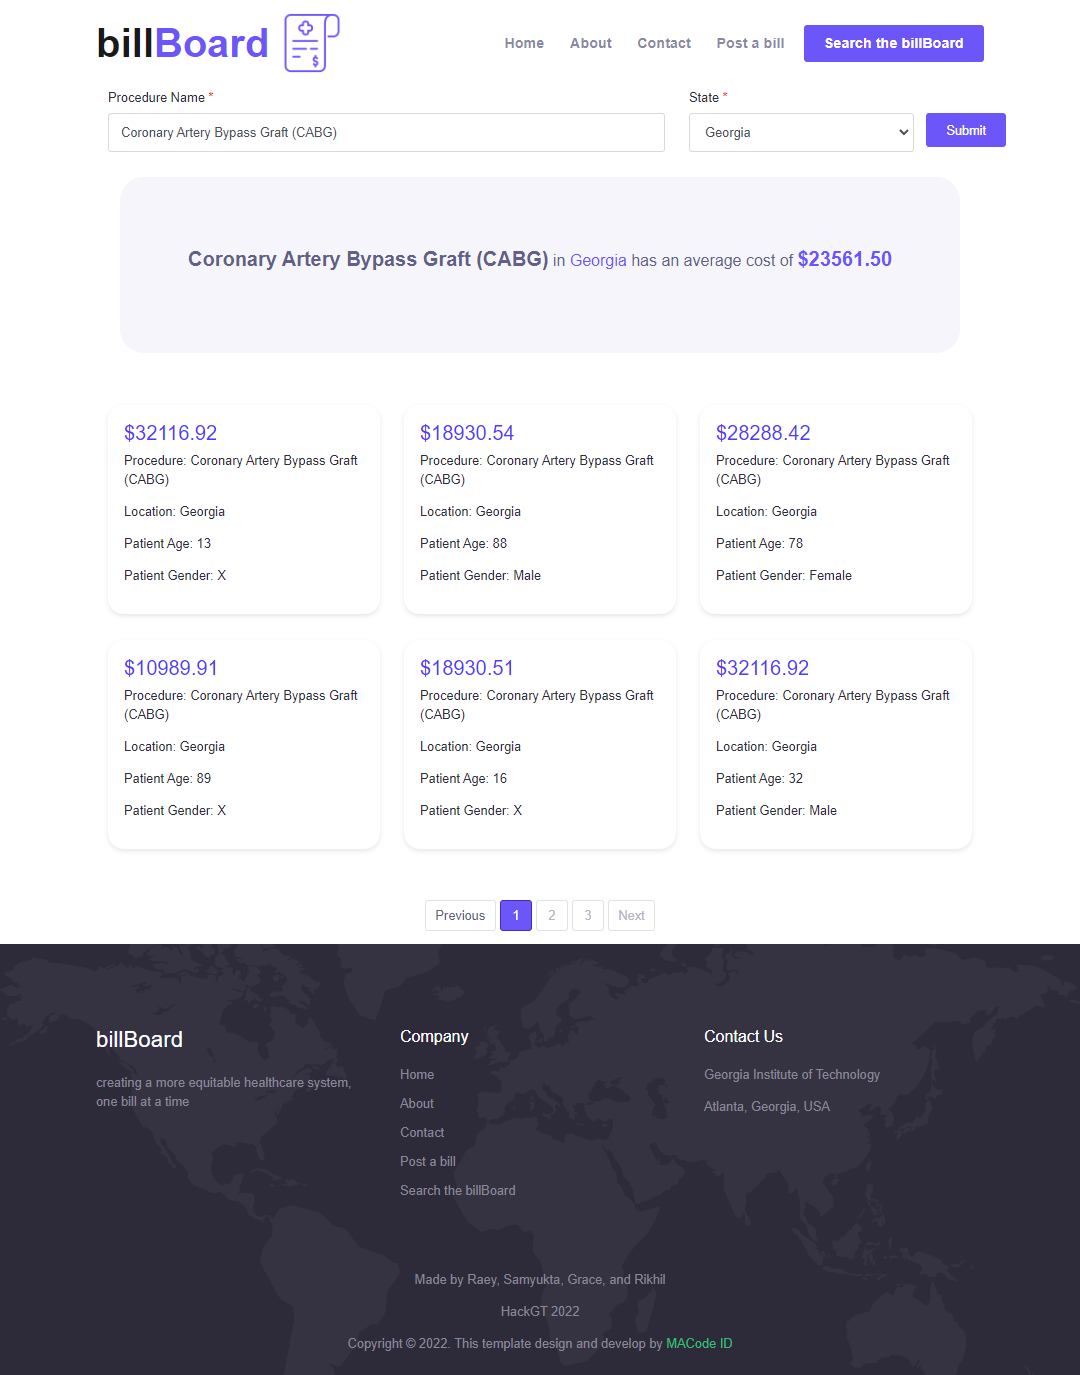 billBoard
Home About Contact Post a bill Search the billBoard
Procedure Name * State *
Coronary Artery Bypass Graft (CABG) Georgia Submit
Coronary Artery Bypass Graft (CABG) in Georgia has an average cost of $23561.50
$32116.92
Procedure: Coronary Artery Bypass Graft
(CABG)
Location: Georgia
Patient Age: 13
Patient Gender: X
$18930.54
Procedure: Coronary Artery Bypass Graft
(CABG)
Location: Georgia
Patient Age: 88
Patient Gender: Male
$28288.42
Procedure: Coronary Artery Bypass Graft
(CABG)
Location: Georgia
Patient Age: 78
Patient Gender: Female
$10989.91
Procedure: Coronary Artery Bypass Graft
(CABG)
Location: Georgia
Patient Age: 89
Patient Gender: X
$18930.51
Procedure: Coronary Artery Bypass Graft
(CABG)
Location: Georgia
Patient Age: 16
Patient Gender: X
$32116.92
Procedure: Coronary Artery Bypass Graft
(CABG)
Location: Georgia
Patient Age: 32
Patient Gender: Male
Previous 1 2 3 Next
billBoard
creating a more equitable healthcare system,
one bill at a time
Company
Home
About
Contact
Post a bill
Search the billBoard
Contact Us
Georgia Institute of Technology
Atlanta, Georgia, USA
Made by Raey, Samyukta, Grace, and Rikhil
HackGT 2022
Copyright © 2022. This template design and develop by MACode ID